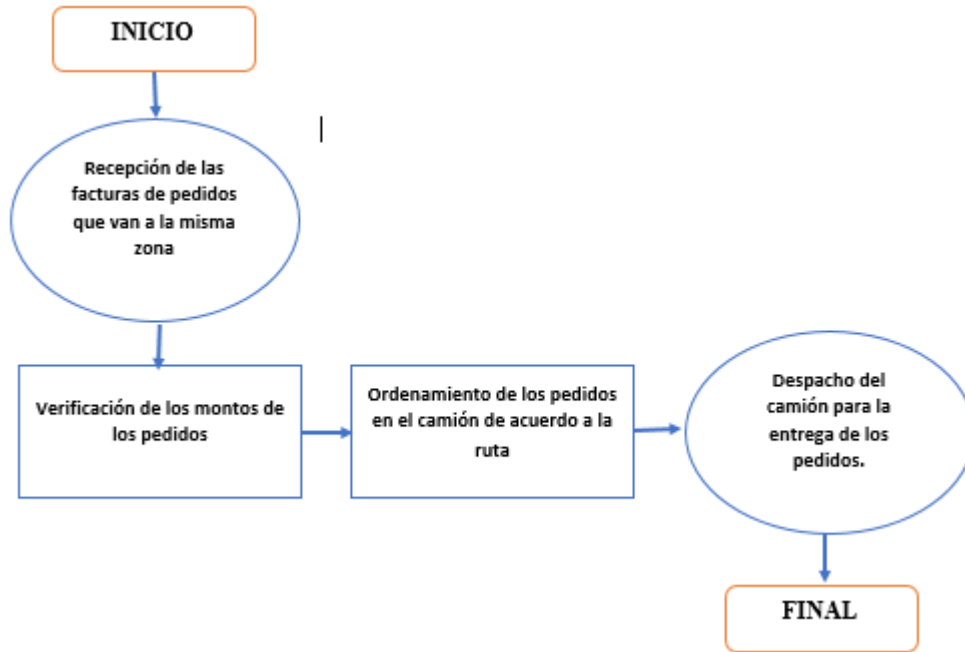 INICIO
Recepción de las
facturas de pedidos
que van a la misma
zona
Verificación de los montos de
los pedidos
Ordenamiento de los pedidos
en el camión de acuerdo a la
ruta
Despacho del
camión para la
entrega de los
pedidos.
FINAL